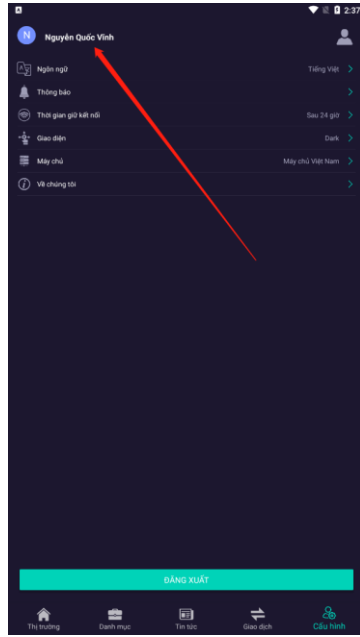 2:37
N
Nguyễn Quốc Vĩnh
Ngôn ngữ
Tiếng Việt
Thông báo
Thời gian giữ kết nối
Sau 24 giờ
Giao diện
Dark
Máy chủ
Máy chủ Việt Nam
Về chúng tôi
ĐĂNG XUẤT
Thị trường
Danh mục
Tin tức
Giao dịch
Cấu hình